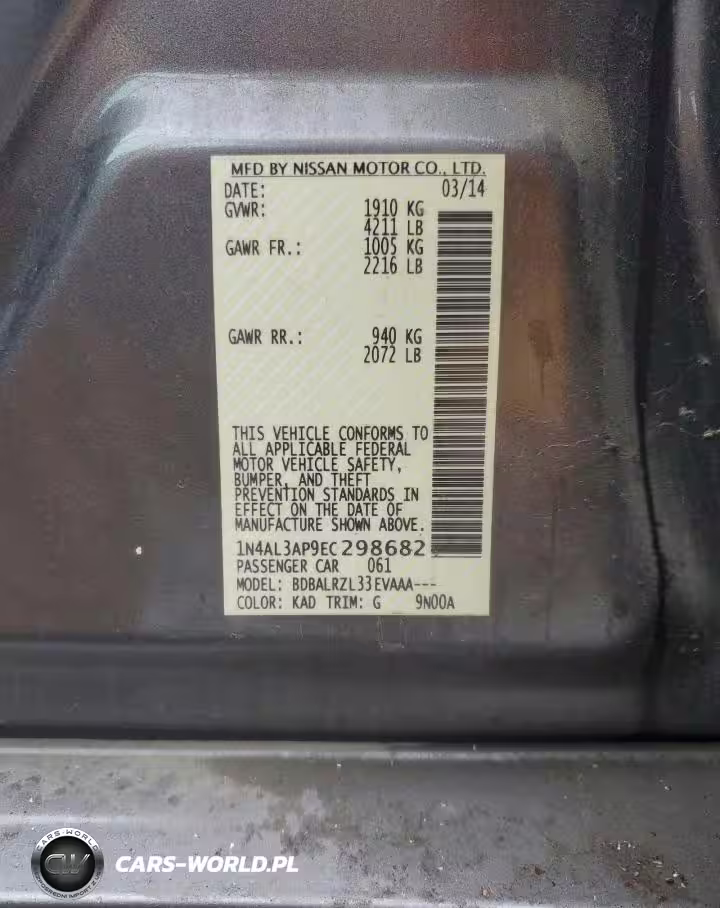 MFD BY NISSAN MOTOR CO., LTD.
DATE: 03/14
GVWR: 1910 KG
4211 LB
GAWR FR.: 1005 KG
2216 LB
GAWR RR.: 940 KG
2072 LB
THIS VEHICLE CONFORMS TO
ALL APPLICABLE FEDERAL
MOTOR VEHICLE SAFETY,
BUMPER, AND THEFT
PREVENTION STANDARDS IN
EFFECT ON THE DATE OF
MANUFACTURE SHOWN ABOVE.
1N4AL3AP9EC298682
PASSENGER CAR 061
MODEL: BDBALRZL33EVAAA---
COLOR: KAD TRIM: G 9N00A
CARS-WORLD
CW
CARS-WORLD.PL